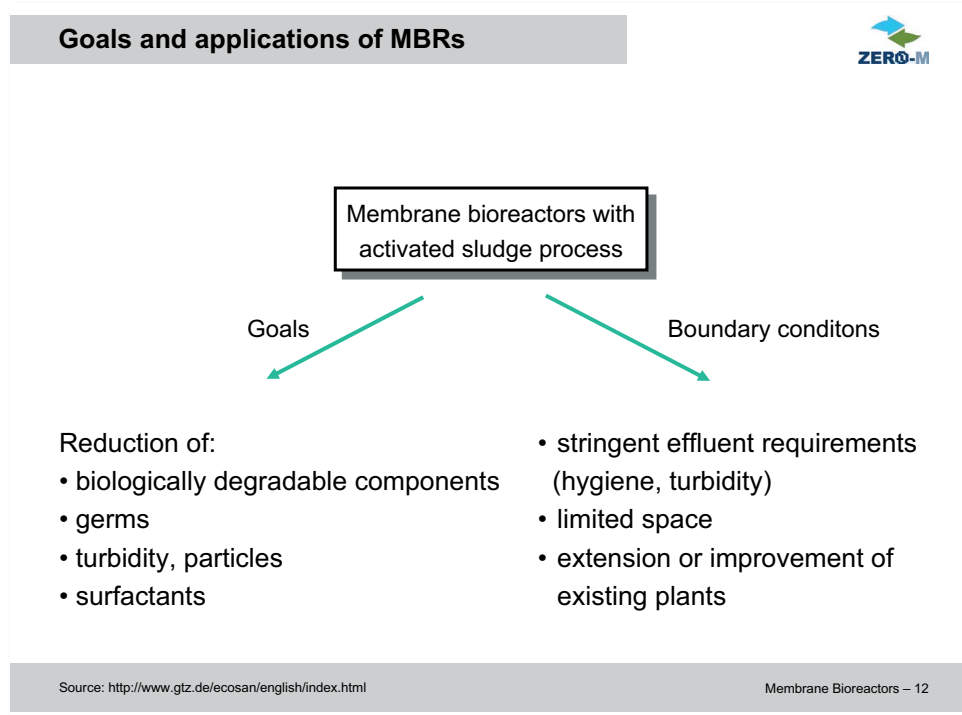 Goals and applications of MBRs
ZER@-M
Membrane bioreactors with
activated sludge process
Goals
Boundary conditons
Reduction of:
• biologically degradable components
• germs
• turbidity, particles
• surfactants
• stringent effluent requirements
(hygiene, turbidity)
• limited space
• extension or improvement of
existing plants
Source: http://www.gtz.de/ecosan/english/index.html
Membrane Bioreactors – 12